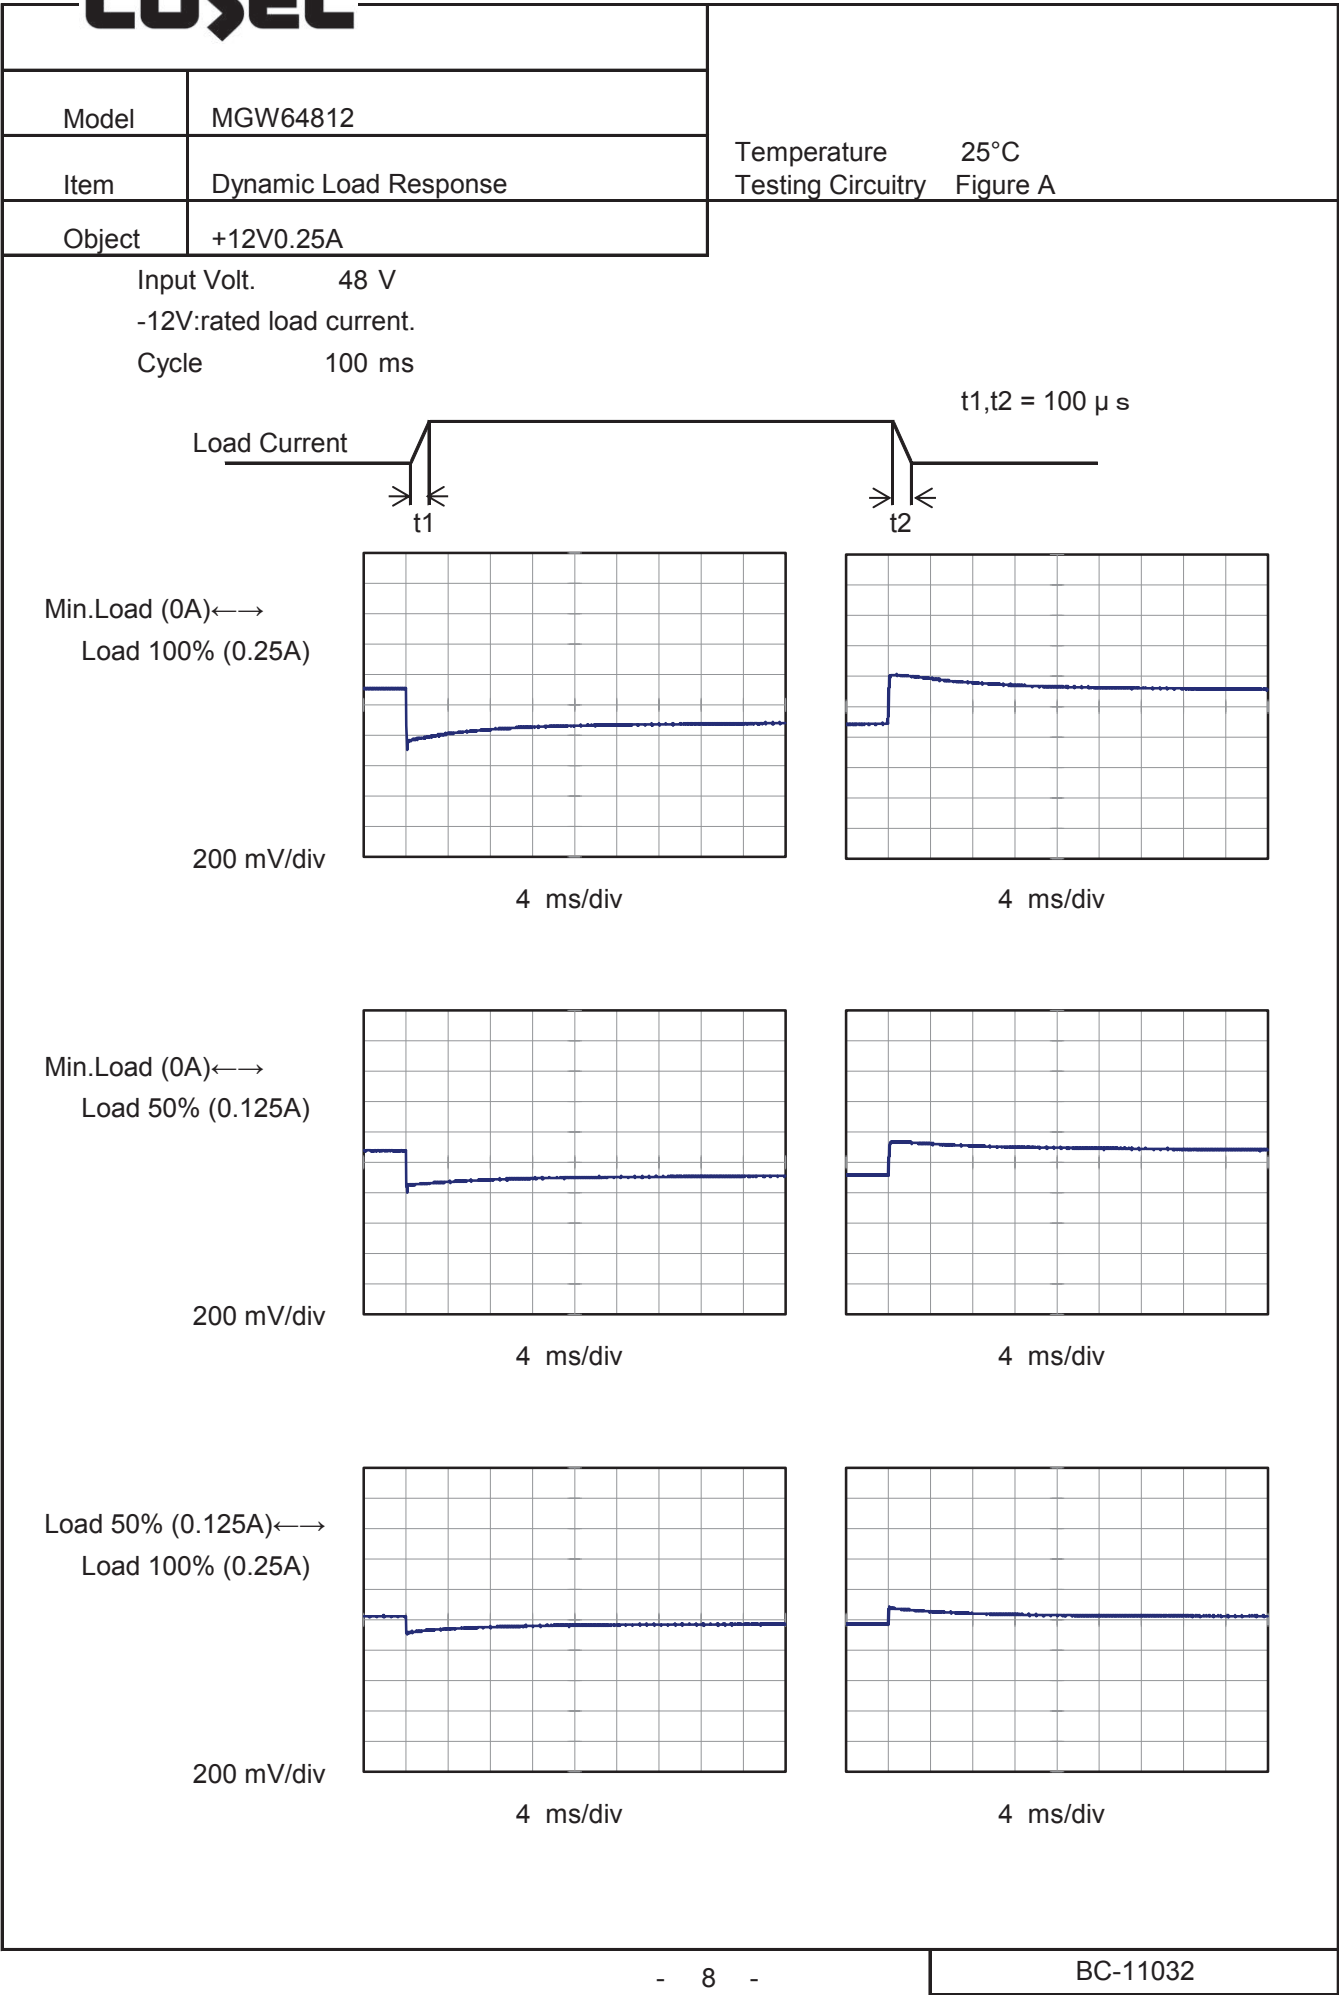 COSEL
Model MGW64812
Temperature 25°C
Item Dynamic Load Response
Testing Circuitry Figure A
Object +12V0.25A
Input Volt. 48 V
-12V:rated load current.
Cycle 100 ms
t1,t2 = 100 μ s
Load Current
t1 t2
Min.Load (0A)←→
Load 100% (0.25A)
200 mV/div
4 ms/div 4 ms/div
Min.Load (0A)←→
Load 50% (0.125A)
200 mV/div
4 ms/div 4 ms/div
Load 50% (0.125A)←→
Load 100% (0.25A)
200 mV/div
4 ms/div 4 ms/div
- 8 - BC-11032